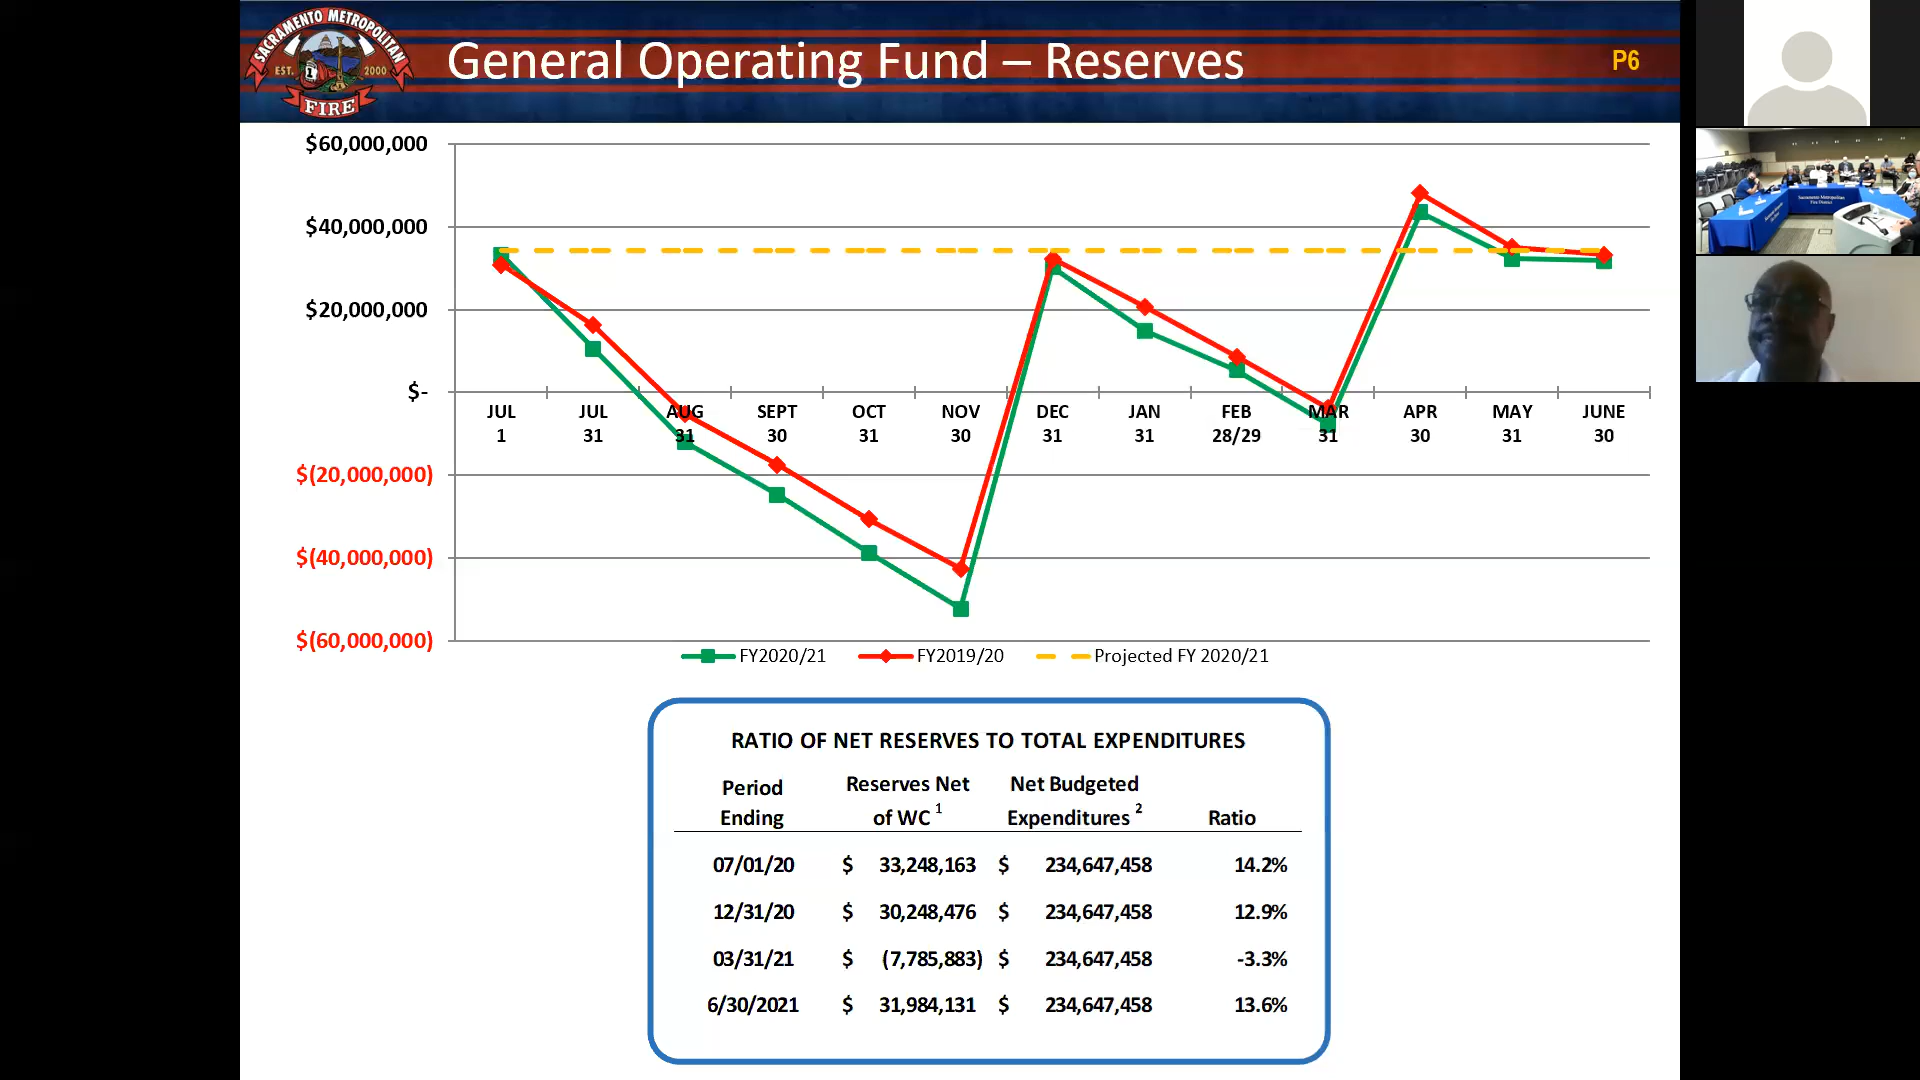 SACRAMENTO METROPOLITAN
EST. 2000
1
FIRE
General Operating Fund – Reserves
P6
$60,000,000
$40,000,000
$20,000,000
$-
$(20,000,000)
$(40,000,000)
$(60,000,000)
JUL 1
JUL 31
AUG 31
SEPT 30
OCT 31
NOV 30
DEC 31
JAN 31
FEB 28/29
MAR 31
APR 30
MAY 31
JUNE 30
FY2020/21
FY2019/20
Projected FY 2020/21
RATIO OF NET RESERVES TO TOTAL EXPENDITURES
Period Ending
Reserves Net of WC 1
Net Budgeted Expenditures 2
Ratio
07/01/20 $ 33,248,163 $ 234,647,458 14.2%
12/31/20 $ 30,248,476 $ 234,647,458 12.9%
03/31/21 $ (7,785,883) $ 234,647,458 -3.3%
6/30/2021 $ 31,984,131 $ 234,647,458 13.6%
Sacramento Metropolitan
Fire District